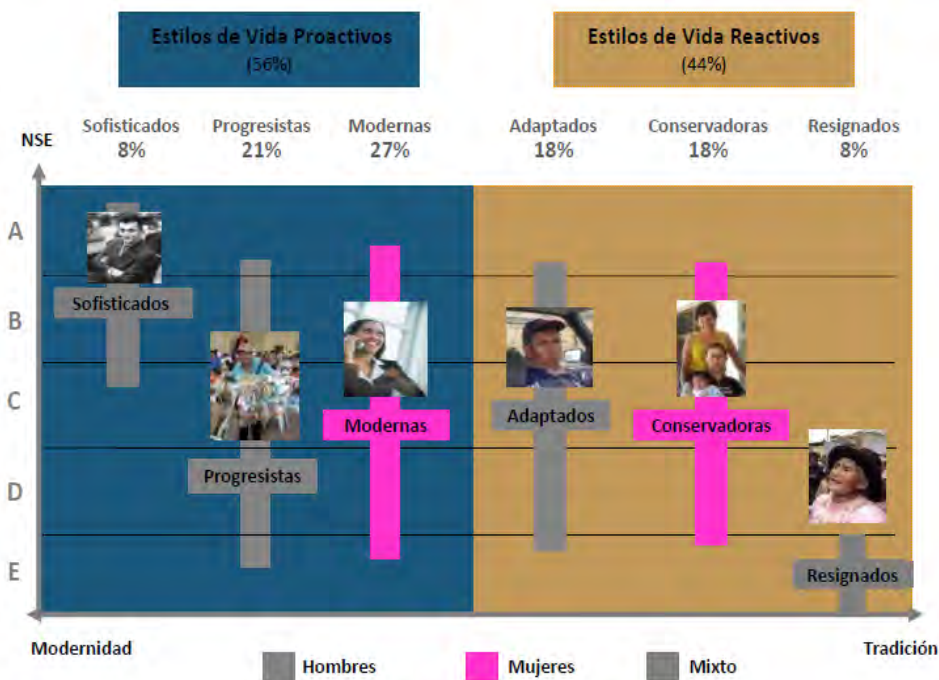 Estilos de Vida Proactivos
(56%)
Estilos de Vida Reactivos
(44%)
Sofisticados
8%
Progresistas
21%
Modernas
27%
Adaptados
18%
Conservadoras
18%
Resignados
8%
NSE
A
B
C
D
E
Sofisticados
Progresistas
Modernas
Adaptados
Conservadoras
Resignados
Modernidad
Tradición
Hombres
Mujeres
Mixto